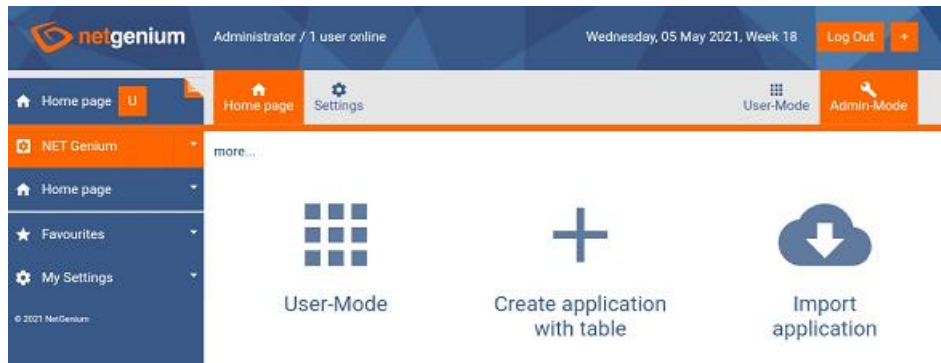 netgenium
Administrator / 1 user online
Wednesday, 05 May 2021, Week 18
Log Out +
Home page U
Home page
Settings
User-Mode
Admin-Mode
NET Genium
more...
Home page
Favourites
My Settings
© 2021 NetGenium
User-Mode
Create application
with table
Import
application